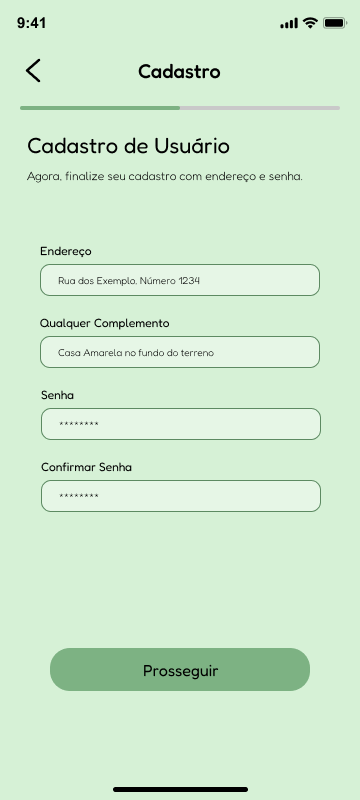 9:41
Cadastro
Cadastro de Usuário
Agora, finalize seu cadastro com endereço e senha.
Endereço
Rua dos Exemplo, Número 1234
Qualquer Complemento
Casa Amarela no fundo do terreno
Senha
********
Confirmar Senha
********
Prosseguir